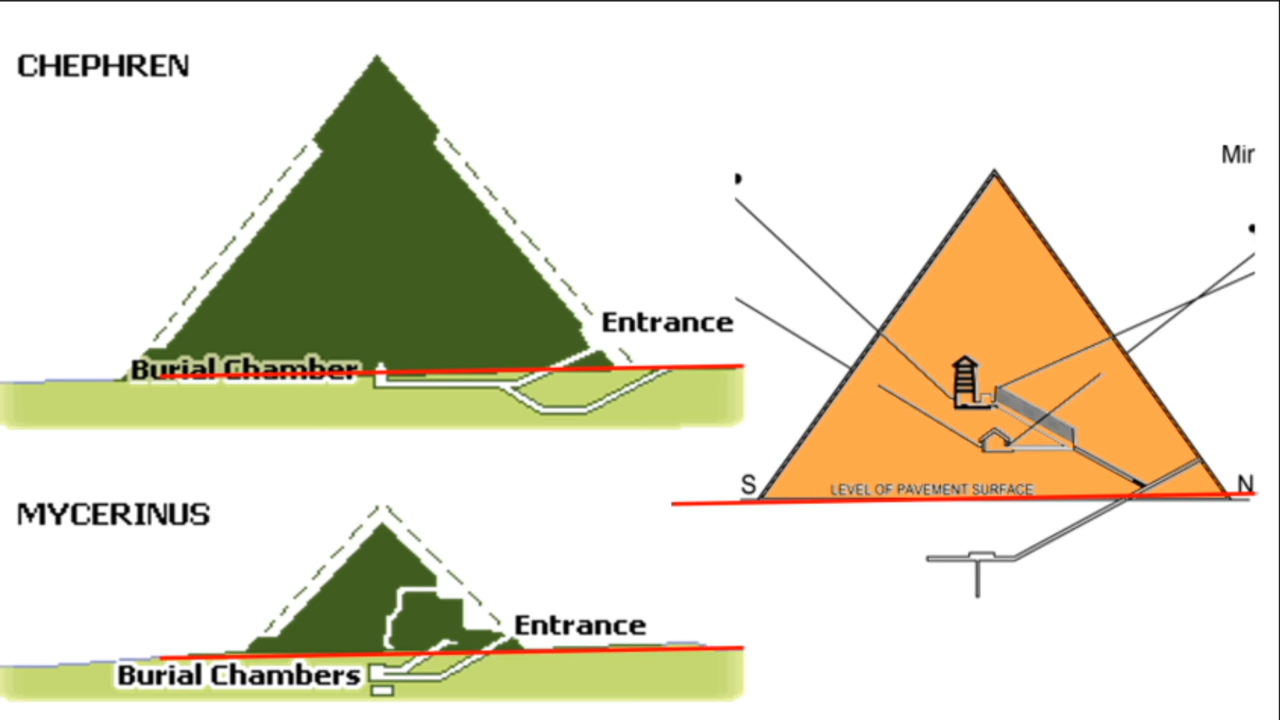 CHEPHREN
Entrance
Burial Chamber
MYCERINUS
Entrance
Burial Chambers
Mir
S
LEVEL OF PAVEMENT SURFACE
N